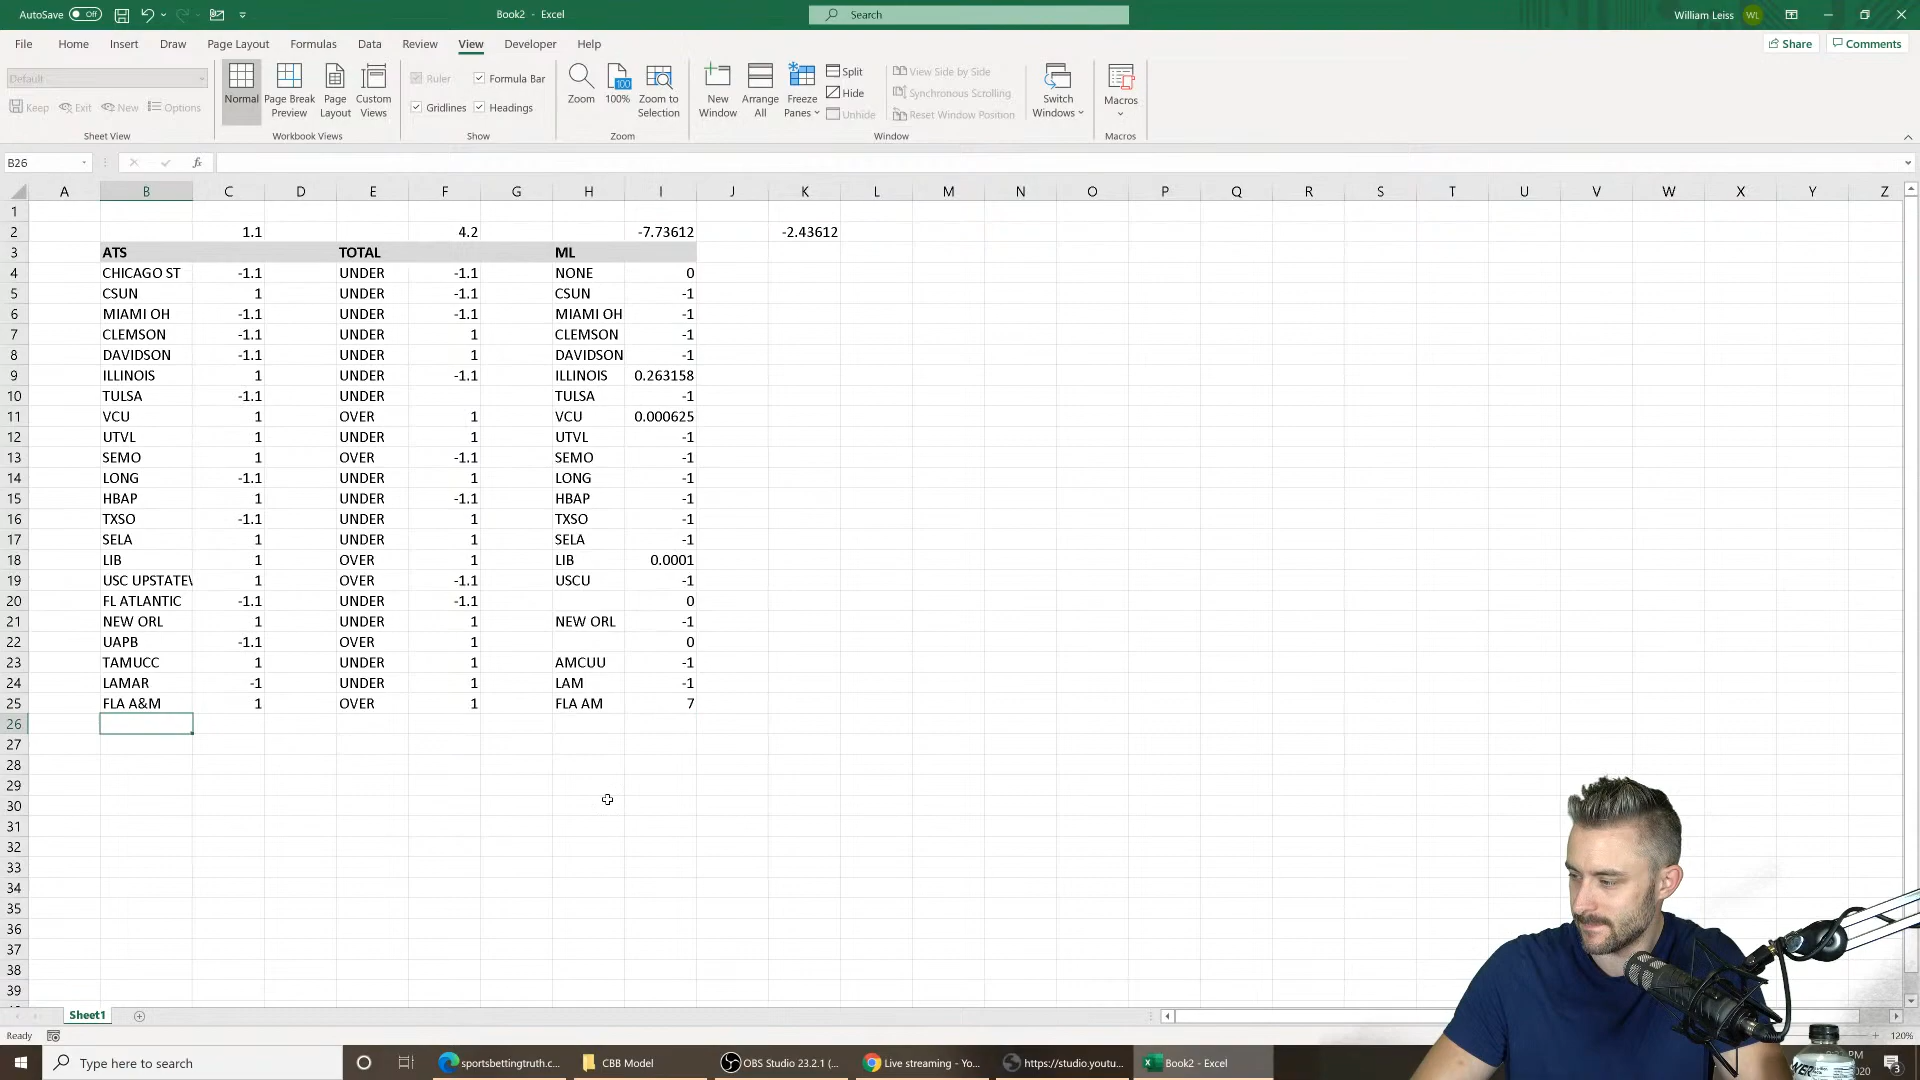 AutoSave Off Book2 - Excel Search William Leiss WL
File Home Insert Draw Page Layout Formulas Data Review View Developer Help Share Comments
Default
Keep Exit New Options
Sheet View
Normal Page Break Preview Page Layout Custom Views
Workbook Views
Ruler Formula Bar
Gridlines Headings
Show
Zoom 100% Zoom to Selection
Zoom
New Window Arrange All Freeze Panes
Split
Hide
Unhide
View Side by Side
Synchronous Scrolling
Reset Window Position
Switch Windows
Window
Macros
Macros
B26 fx
A B C D E F G H I J K L M N O P Q R S T U V W X Y Z
1
2 1.1 4.2 -7.73612 -2.43612
3 ATS TOTAL ML
4 CHICAGO ST -1.1 UNDER -1.1 NONE 0
5 CSUN 1 UNDER -1.1 CSUN -1
6 MIAMI OH -1.1 UNDER -1.1 MIAMI OH -1
7 CLEMSON -1.1 UNDER 1 CLEMSON -1
8 DAVIDSON -1.1 UNDER 1 DAVIDSON -1
9 ILLINOIS 1 UNDER -1.1 ILLINOIS 0.263158
10 TULSA -1.1 UNDER TULSA -1
11 VCU 1 OVER 1 VCU 0.000625
12 UTVL 1 UNDER 1 UTVL -1
13 SEMO 1 OVER -1.1 SEMO -1
14 LONG -1.1 UNDER 1 LONG -1
15 HBAP 1 UNDER -1.1 HBAP -1
16 TXSO -1.1 UNDER 1 TXSO -1
17 SELA 1 UNDER 1 SELA -1
18 LIB 1 OVER 1 LIB 0.0001
19 USC UPSTATE\ 1 OVER -1.1 USCU -1
20 FL ATLANTIC -1.1 UNDER -1.1 0
21 NEW ORL 1 UNDER 1 NEW ORL -1
22 UAPB -1.1 OVER 1 0
23 TAMUCC 1 UNDER 1 AMCUU -1
24 LAMAR -1 UNDER 1 LAM -1
25 FLA A&M 1 OVER 1 FLA AM 7
26
27
28
29
30
31
32
33
34
35
36
37
38
39
Sheet1
Ready 120%
Type here to search sportsbettingtruth.c... CBB Model OBS Studio 23.2.1 (... Live streaming - Yo... https://studio.youtu... Book2 - Excel 3